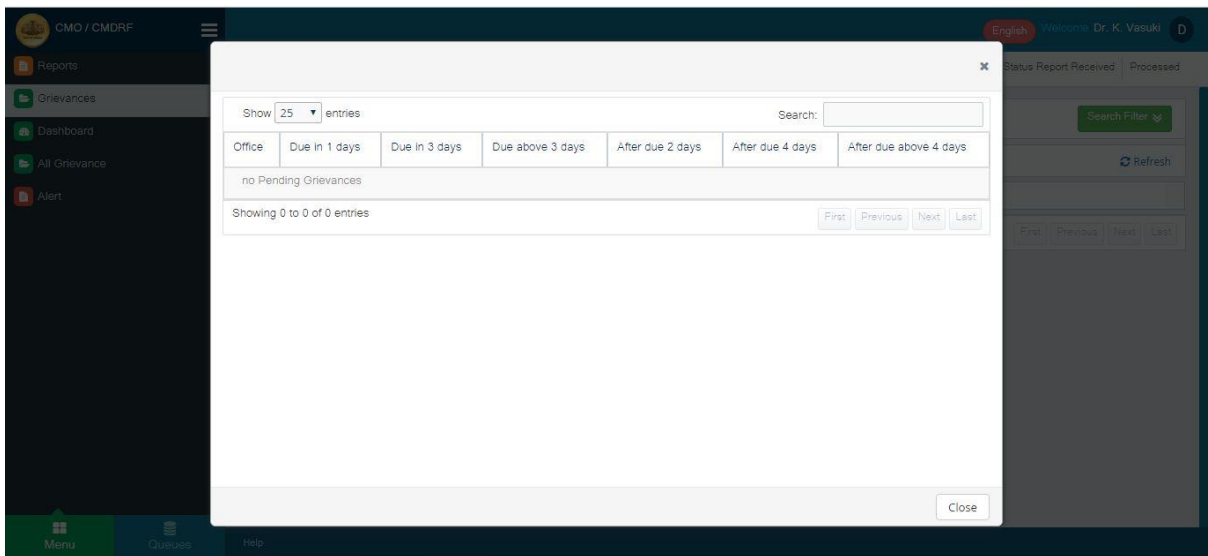 CMO / CMDRF
English Welcome Dr. K. Vasuki D
Reports
Status Report Received Processed
Grievances
Dashboard
All Grievance
Alert
Search Filter
Refresh
First Previous Next Last
×
Show 25 entries
Search:
Office Due in 1 days Due in 3 days Due above 3 days After due 2 days After due 4 days After due above 4 days
no Pending Grievances
Showing 0 to 0 of 0 entries
First Previous Next Last
Close
Menu Queues Help